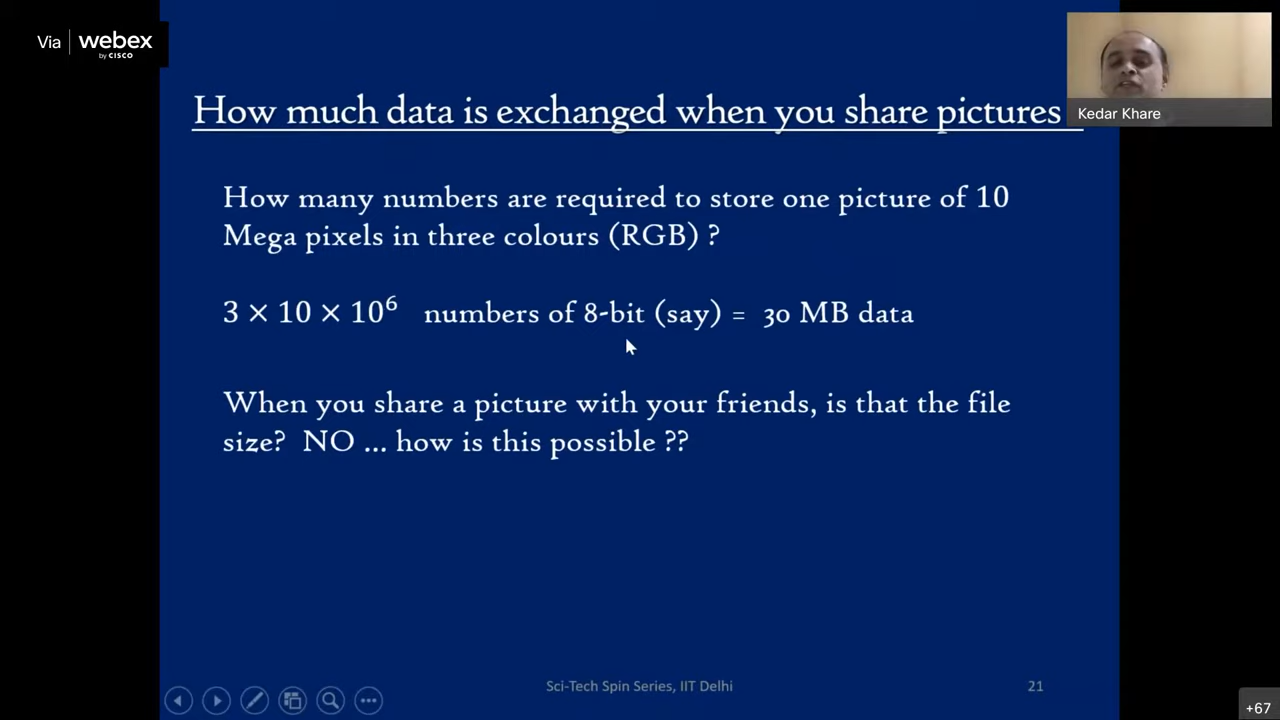 Via webex
by CISCO
How much data is exchanged when you share pictures
Kedar Khare
How many numbers are required to store one picture of 10
Mega pixels in three colours (RGB) ?
3 × 10 × 10⁶ numbers of 8-bit (say) = 30 MB data
When you share a picture with your friends, is that the file
size? NO ... how is this possible ??
Sci-Tech Spin Series, IIT Delhi
21
+67